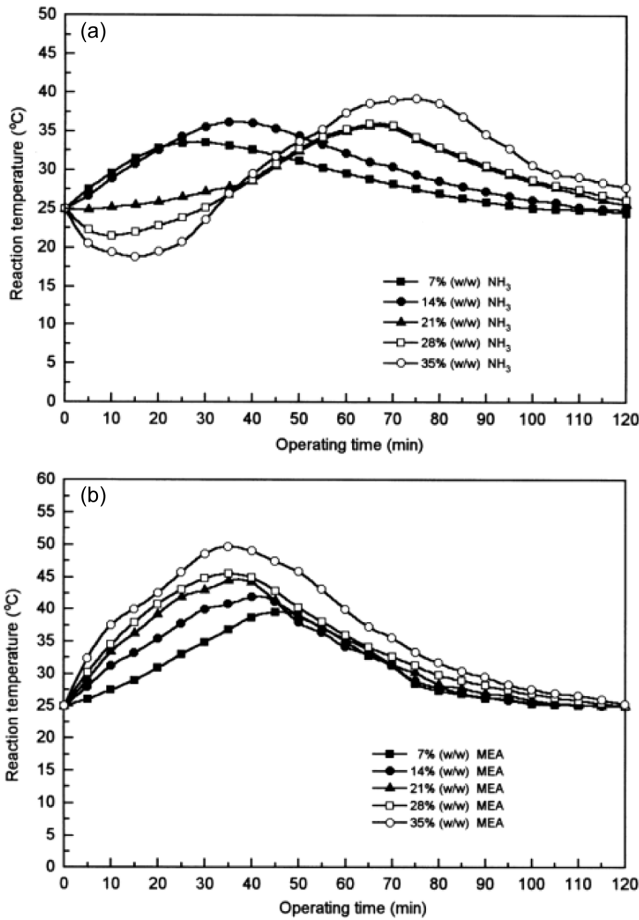 (a)
50
45
40
35
30
25
20
15
10
5
0
Reaction temperature (°C)
7% (w/w) NH₃
14% (w/w) NH₃
21% (w/w) NH₃
28% (w/w) NH₃
35% (w/w) NH₃
0 10 20 30 40 50 60 70 80 90 100 110 120
Operating time (min)
(b)
60
55
50
45
40
35
30
25
20
15
10
5
0
Reaction temperature (°C)
7% (w/w) MEA
14% (w/w) MEA
21% (w/w) MEA
28% (w/w) MEA
35% (w/w) MEA
0 10 20 30 40 50 60 70 80 90 100 110 120
Operating time (min)